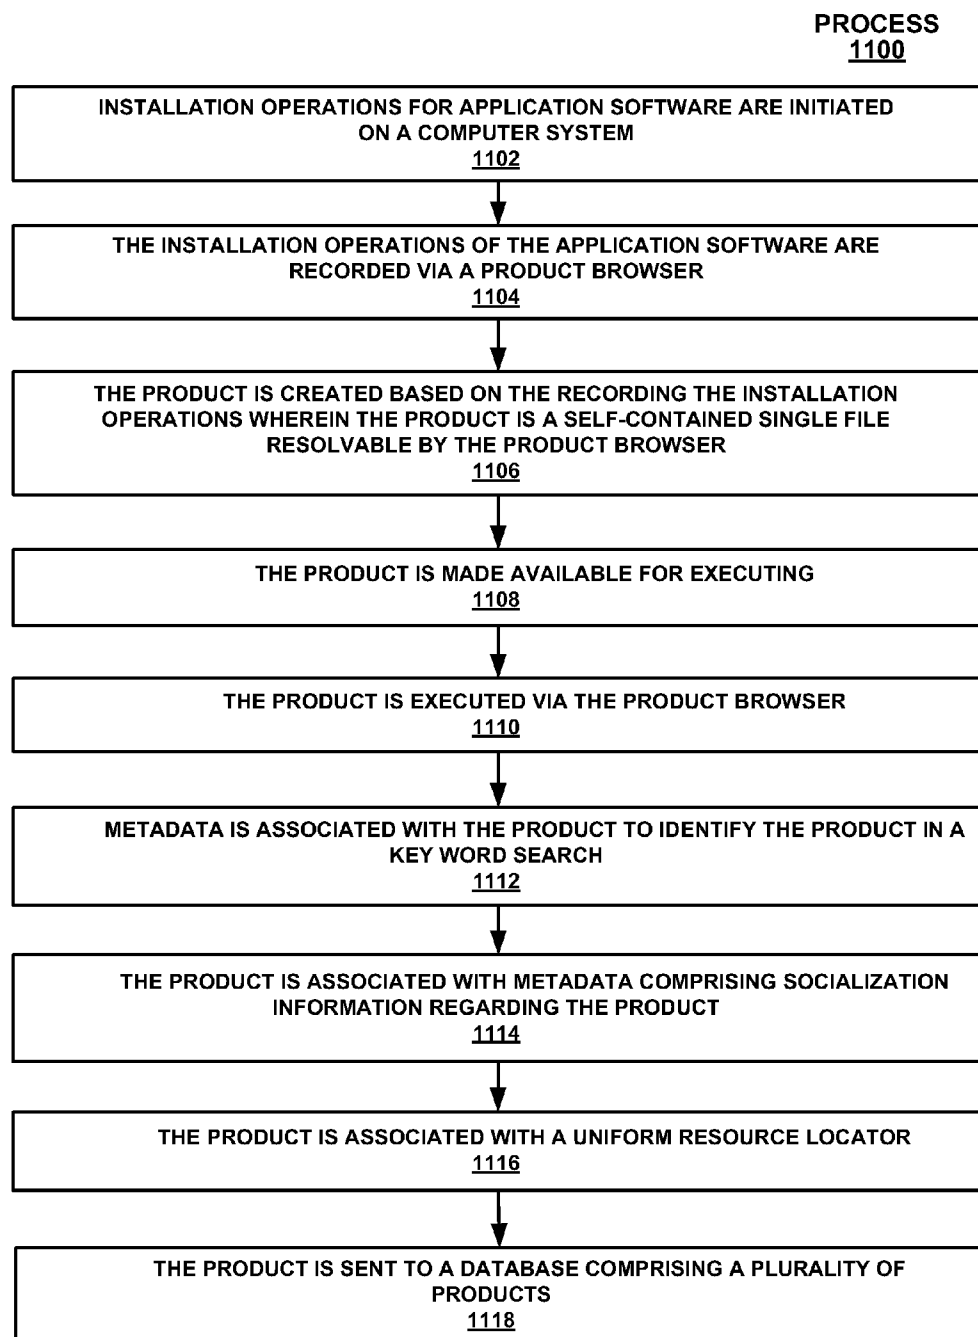 PROCESS
1100
INSTALLATION OPERATIONS FOR APPLICATION SOFTWARE ARE INITIATED
ON A COMPUTER SYSTEM
1102
THE INSTALLATION OPERATIONS OF THE APPLICATION SOFTWARE ARE
RECORDED VIA A PRODUCT BROWSER
1104
THE PRODUCT IS CREATED BASED ON THE RECORDING THE INSTALLATION
OPERATIONS WHEREIN THE PRODUCT IS A SELF-CONTAINED SINGLE FILE
RESOLVABLE BY THE PRODUCT BROWSER
1106
THE PRODUCT IS MADE AVAILABLE FOR EXECUTING
1108
THE PRODUCT IS EXECUTED VIA THE PRODUCT BROWSER
1110
METADATA IS ASSOCIATED WITH THE PRODUCT TO IDENTIFY THE PRODUCT IN A
KEY WORD SEARCH
1112
THE PRODUCT IS ASSOCIATED WITH METADATA COMPRISING SOCIALIZATION
INFORMATION REGARDING THE PRODUCT
1114
THE PRODUCT IS ASSOCIATED WITH A UNIFORM RESOURCE LOCATOR
1116
THE PRODUCT IS SENT TO A DATABASE COMPRISING A PLURALITY OF
PRODUCTS
1118